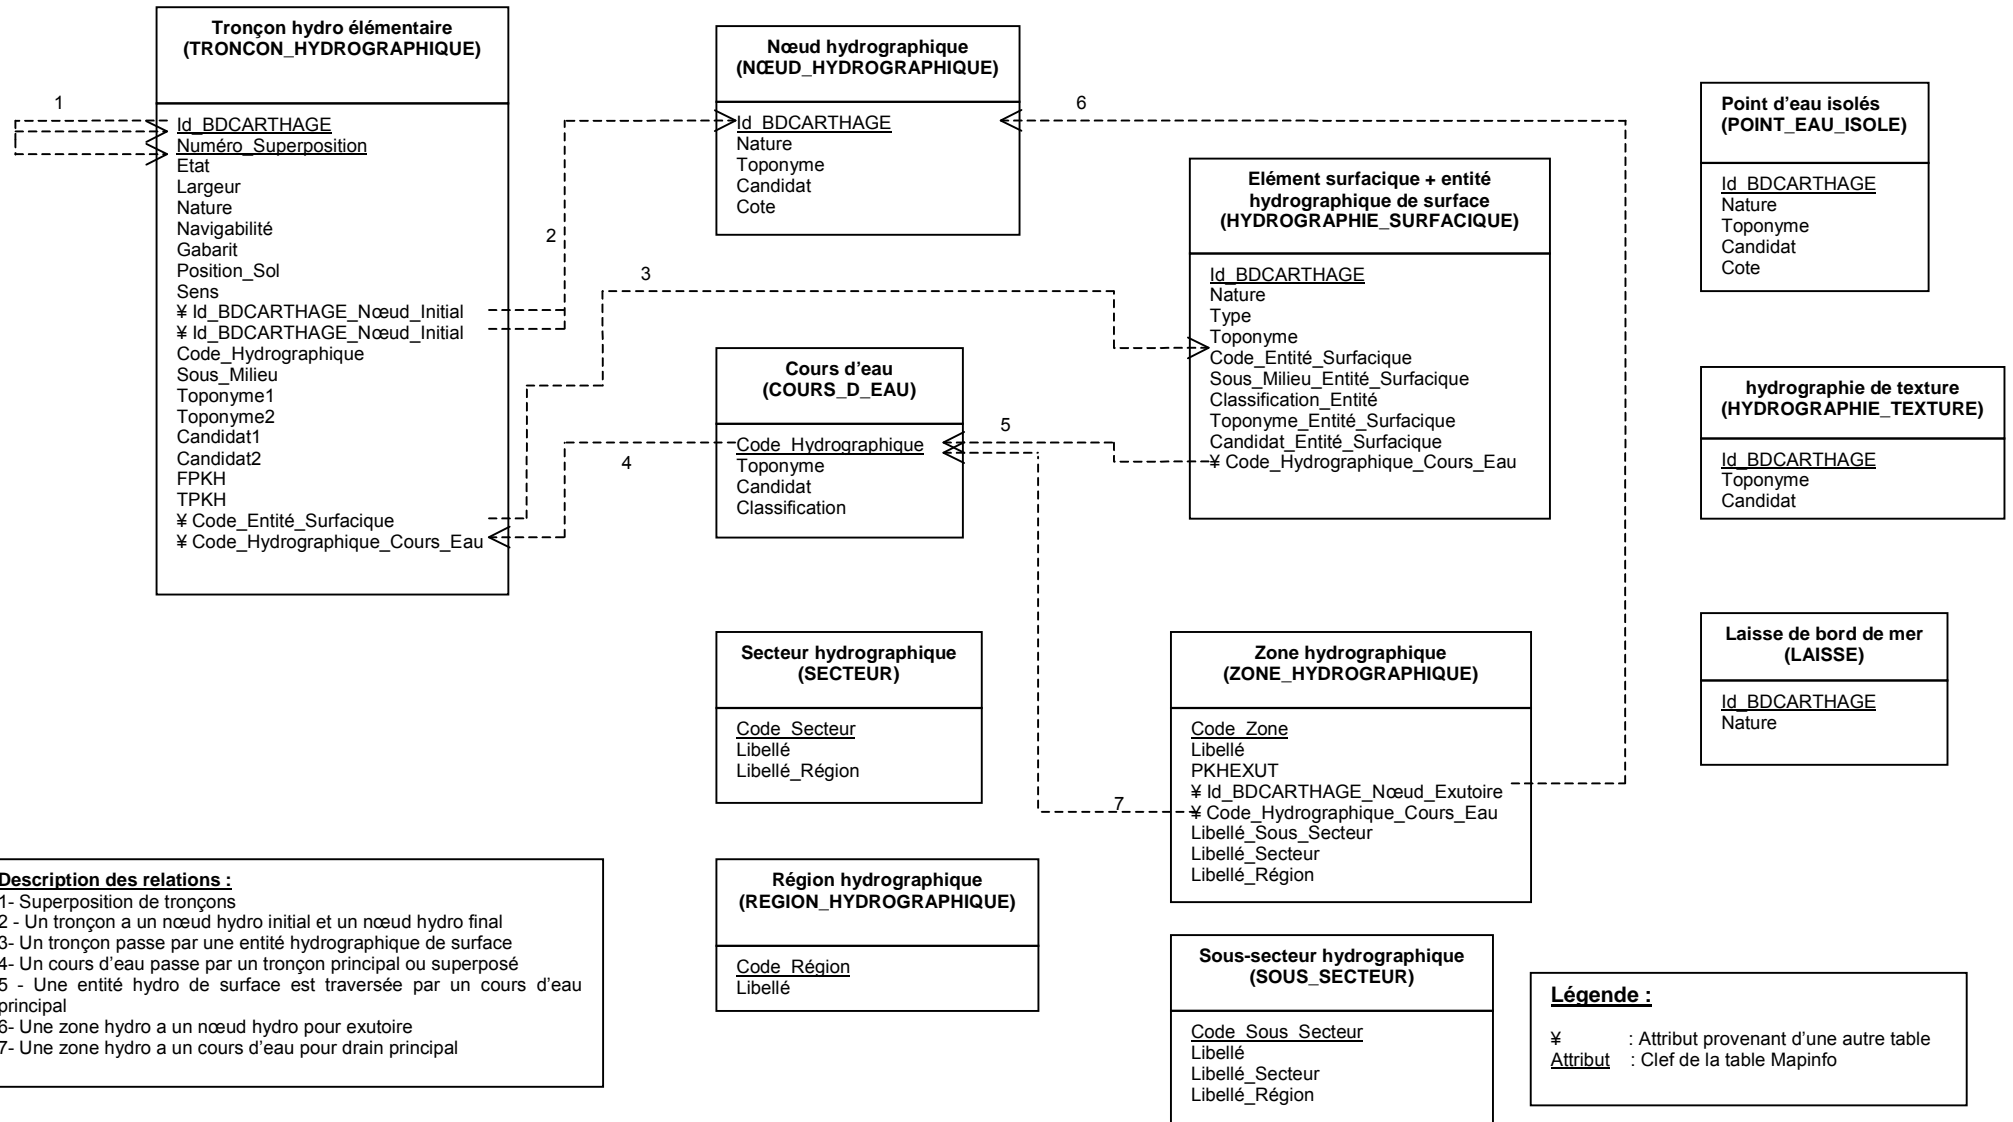 Tronçon hydro élémentaire
(TRONCON_HYDROGRAPHIQUE)
1
Id_BDCARTHAGE
Numéro_Superposition
Etat
Largeur
Nature
Navigabilité
Gabarit
Position_Sol
Sens
¥ Id_BDCARTHAGE_Nœud_Initial
¥ Id_BDCARTHAGE_Nœud_Initial
Code_Hydrographique
Sous_Milieu
Toponyme1
Toponyme2
Candidat1
Candidat2
FPKH
TPKH
¥ Code_Entité_Surfacique
¥ Code_Hydrographique_Cours_Eau
2
3
4
Nœud hydrographique
(NŒUD_HYDROGRAPHIQUE)
Id_BDCARTHAGE
Nature
Toponyme
Candidat
Cote
6
Cours d’eau
(COURS_D_EAU)
Code_Hydrographique
Toponyme
Candidat
Classification
5
Elément surfacique + entité
hydrographique de surface
(HYDROGRAPHIE_SURFACIQUE)
Id_BDCARTHAGE
Nature
Type
Toponyme
Code_Entité_Surfacique
Sous_Milieu_Entité_Surfacique
Classification_Entité
Toponyme_Entité_Surfacique
Candidat_Entité_Surfacique
¥ Code_Hydrographique_Cours_Eau
Point d’eau isolés
(POINT_EAU_ISOLE)
Id_BDCARTHAGE
Nature
Toponyme
Candidat
Cote
hydrographie de texture
(HYDROGRAPHIE_TEXTURE)
Id_BDCARTHAGE
Toponyme
Candidat
Laisse de bord de mer
(LAISSE)
Id_BDCARTHAGE
Nature
Secteur hydrographique
(SECTEUR)
Code_Secteur
Libellé
Libellé_Région
7
Zone hydrographique
(ZONE_HYDROGRAPHIQUE)
Code_Zone
Libellé
PKHEXUT
¥ Id_BDCARTHAGE_Nœud_Exutoire
¥ Code_Hydrographique_Cours_Eau
Libellé_Sous_Secteur
Libellé_Secteur
Libellé_Région
Région hydrographique
(REGION_HYDROGRAPHIQUE)
Code_Région
Libellé
Sous-secteur hydrographique
(SOUS_SECTEUR)
Code_Sous_Secteur
Libellé
Libellé_Secteur
Libellé_Région
Description des relations :
1- Superposition de tronçons
2 - Un tronçon a un nœud hydro initial et un nœud hydro final
3- Un tronçon passe par une entité hydrographique de surface
4- Un cours d’eau passe par un tronçon principal ou superposé
5 - Une entité hydro de surface est traversée par un cours d’eau
principal
6- Une zone hydro a un nœud hydro pour exutoire
7- Une zone hydro a un cours d’eau pour drain principal
Légende :
¥ : Attribut provenant d’une autre table
Attribut : Clef de la table Mapinfo